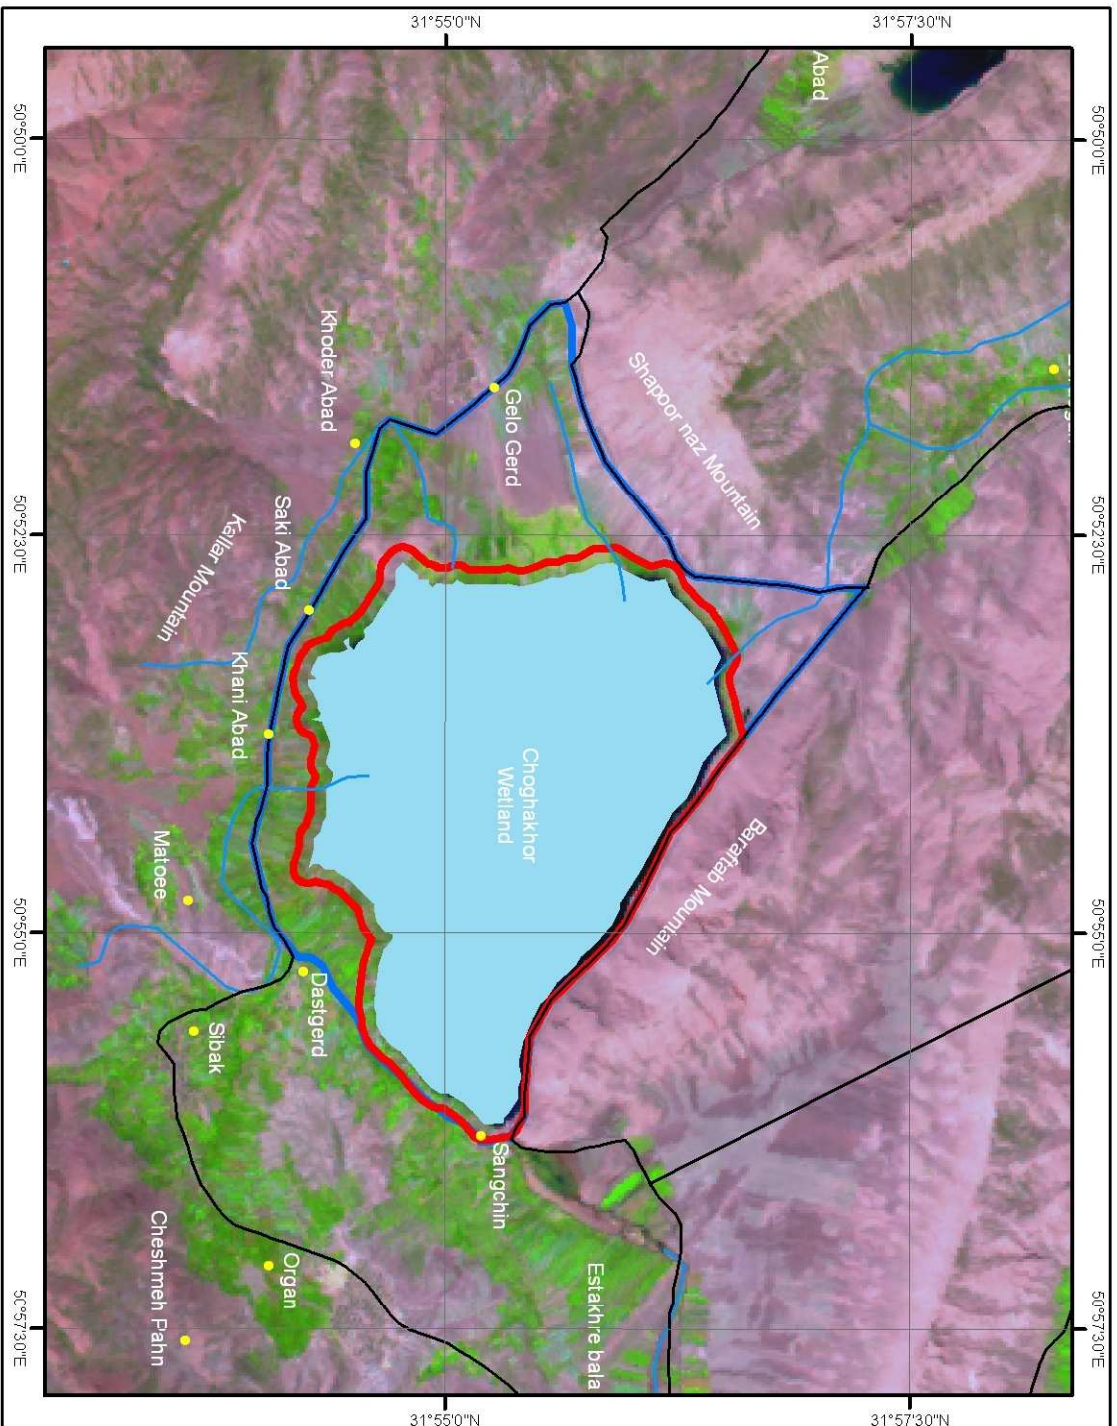 31°55'0"N
31°57'30"N
50°50'0"E
50°50'0"E
Abad
Khoder Abad
Gelo Gerd
Shapoor naz Mountain
50°52'30"E
50°52'30"E
Saki Abad
Kallar Mountain
Khani Abad
Choghakhor
Wetland
Baraftab Mountain
Matoee
50°55'0"E
50°55'0"E
Dastgerd
Sibak
Sangchin
Organ
Cheshmeh Pahn
Estakhre bala
50°57'30"E
50°57'30"E
31°55'0"N
31°57'30"N